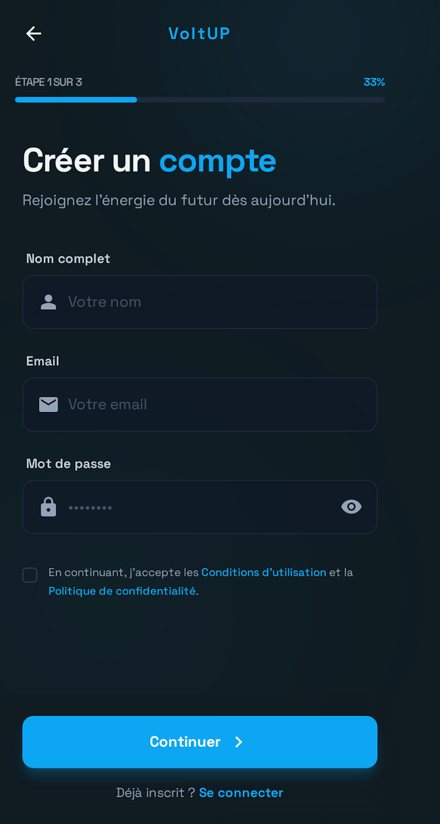 VoltUP
ÉTAPE 1 SUR 3
33%
Créer un compte
Rejoignez l'énergie du futur dès aujourd'hui.
Nom complet
Votre nom
Email
Votre email
Mot de passe
••••••••
En continuant, j'accepte les Conditions d'utilisation et la
Politique de confidentialité.
Continuer
Déjà inscrit ? Se connecter